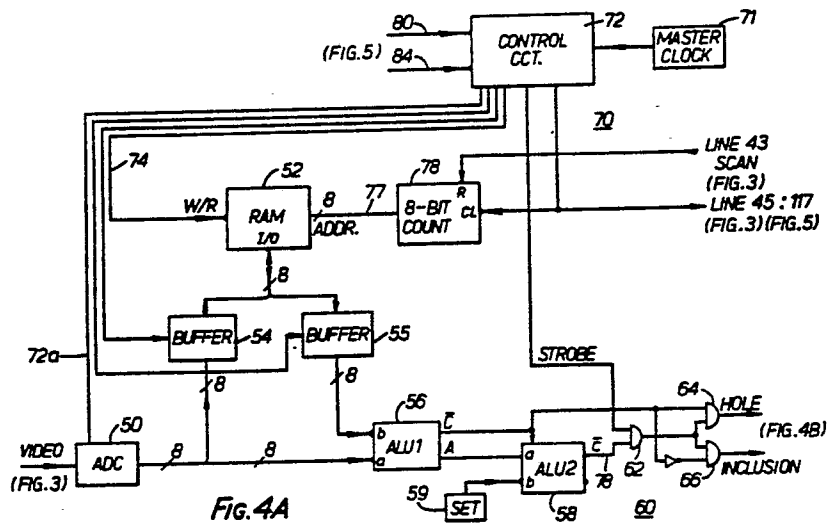 80
72
71
(FIG.5)
84
CONTROL
CCT.
MASTER
CLOCK
70
74
52
78
LINE 43
SCAN
(FIG.3)
W/R
RAM
I/O
8
ADDR.
77
R
8-BIT
COUNT
CL
LINE 45 : 117
(FIG.3)(FIG.5)
8
BUFFER
54
BUFFER
55
72a
8
8
STROBE
64
HOLE
50
56
C̅
(FIG.4B)
VIDEO
8
8
b
ALU1
A
a
C̅
62
(FIG.3)
ADC
a
ALU2
78
66
INCLUSION
59
SET
b
FIG.4A
58
60